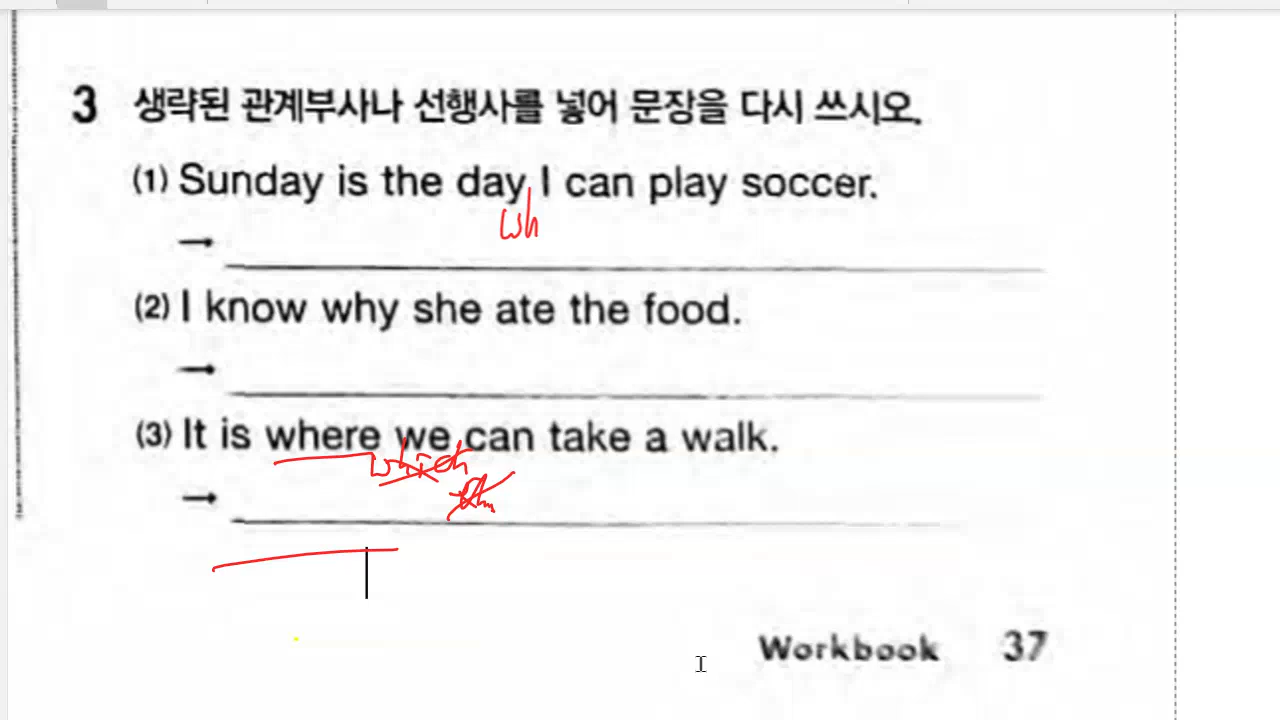 3 생략된 관계부사나 선행사를 넣어 문장을 다시 쓰시오.
(1) Sunday is the day I can play soccer.
wh
→
(2) I know why she ate the food.
→
(3) It is where we can take a walk.
which
→
Workbook 37